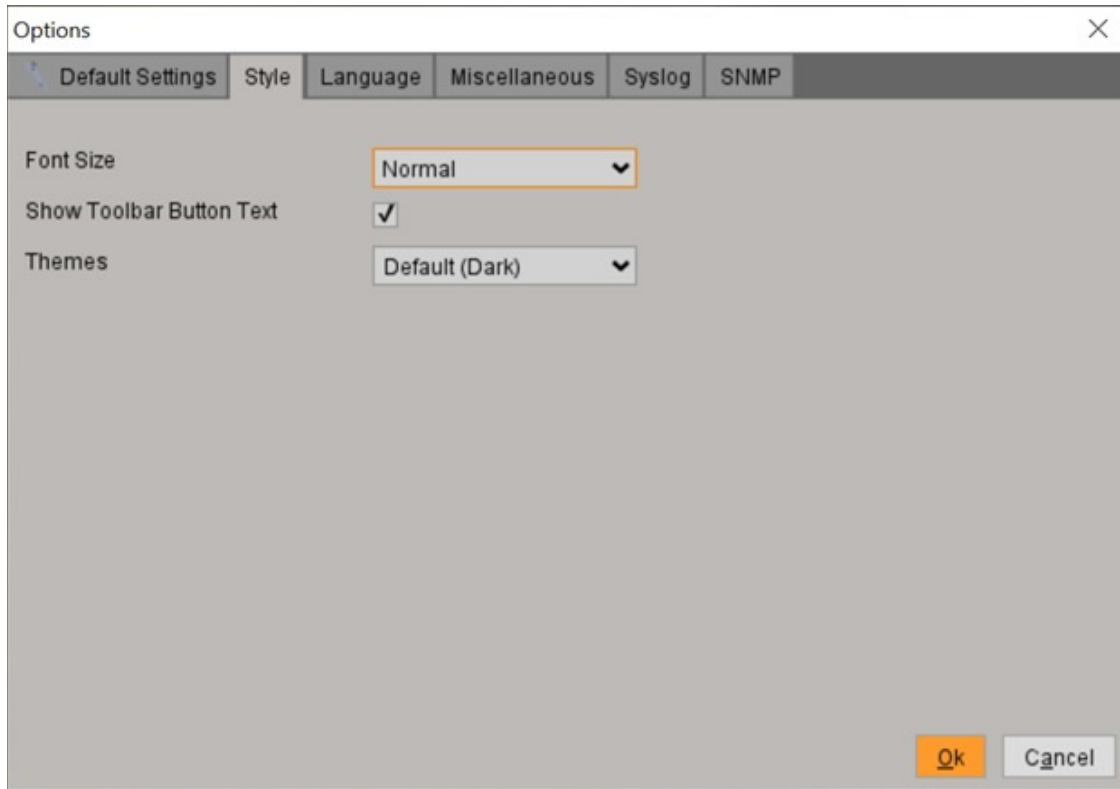 Options
Default Settings Style Language Miscellaneous Syslog SNMP
Font Size Normal
Show Toolbar Button Text
Themes Default (Dark)
Ok Cancel